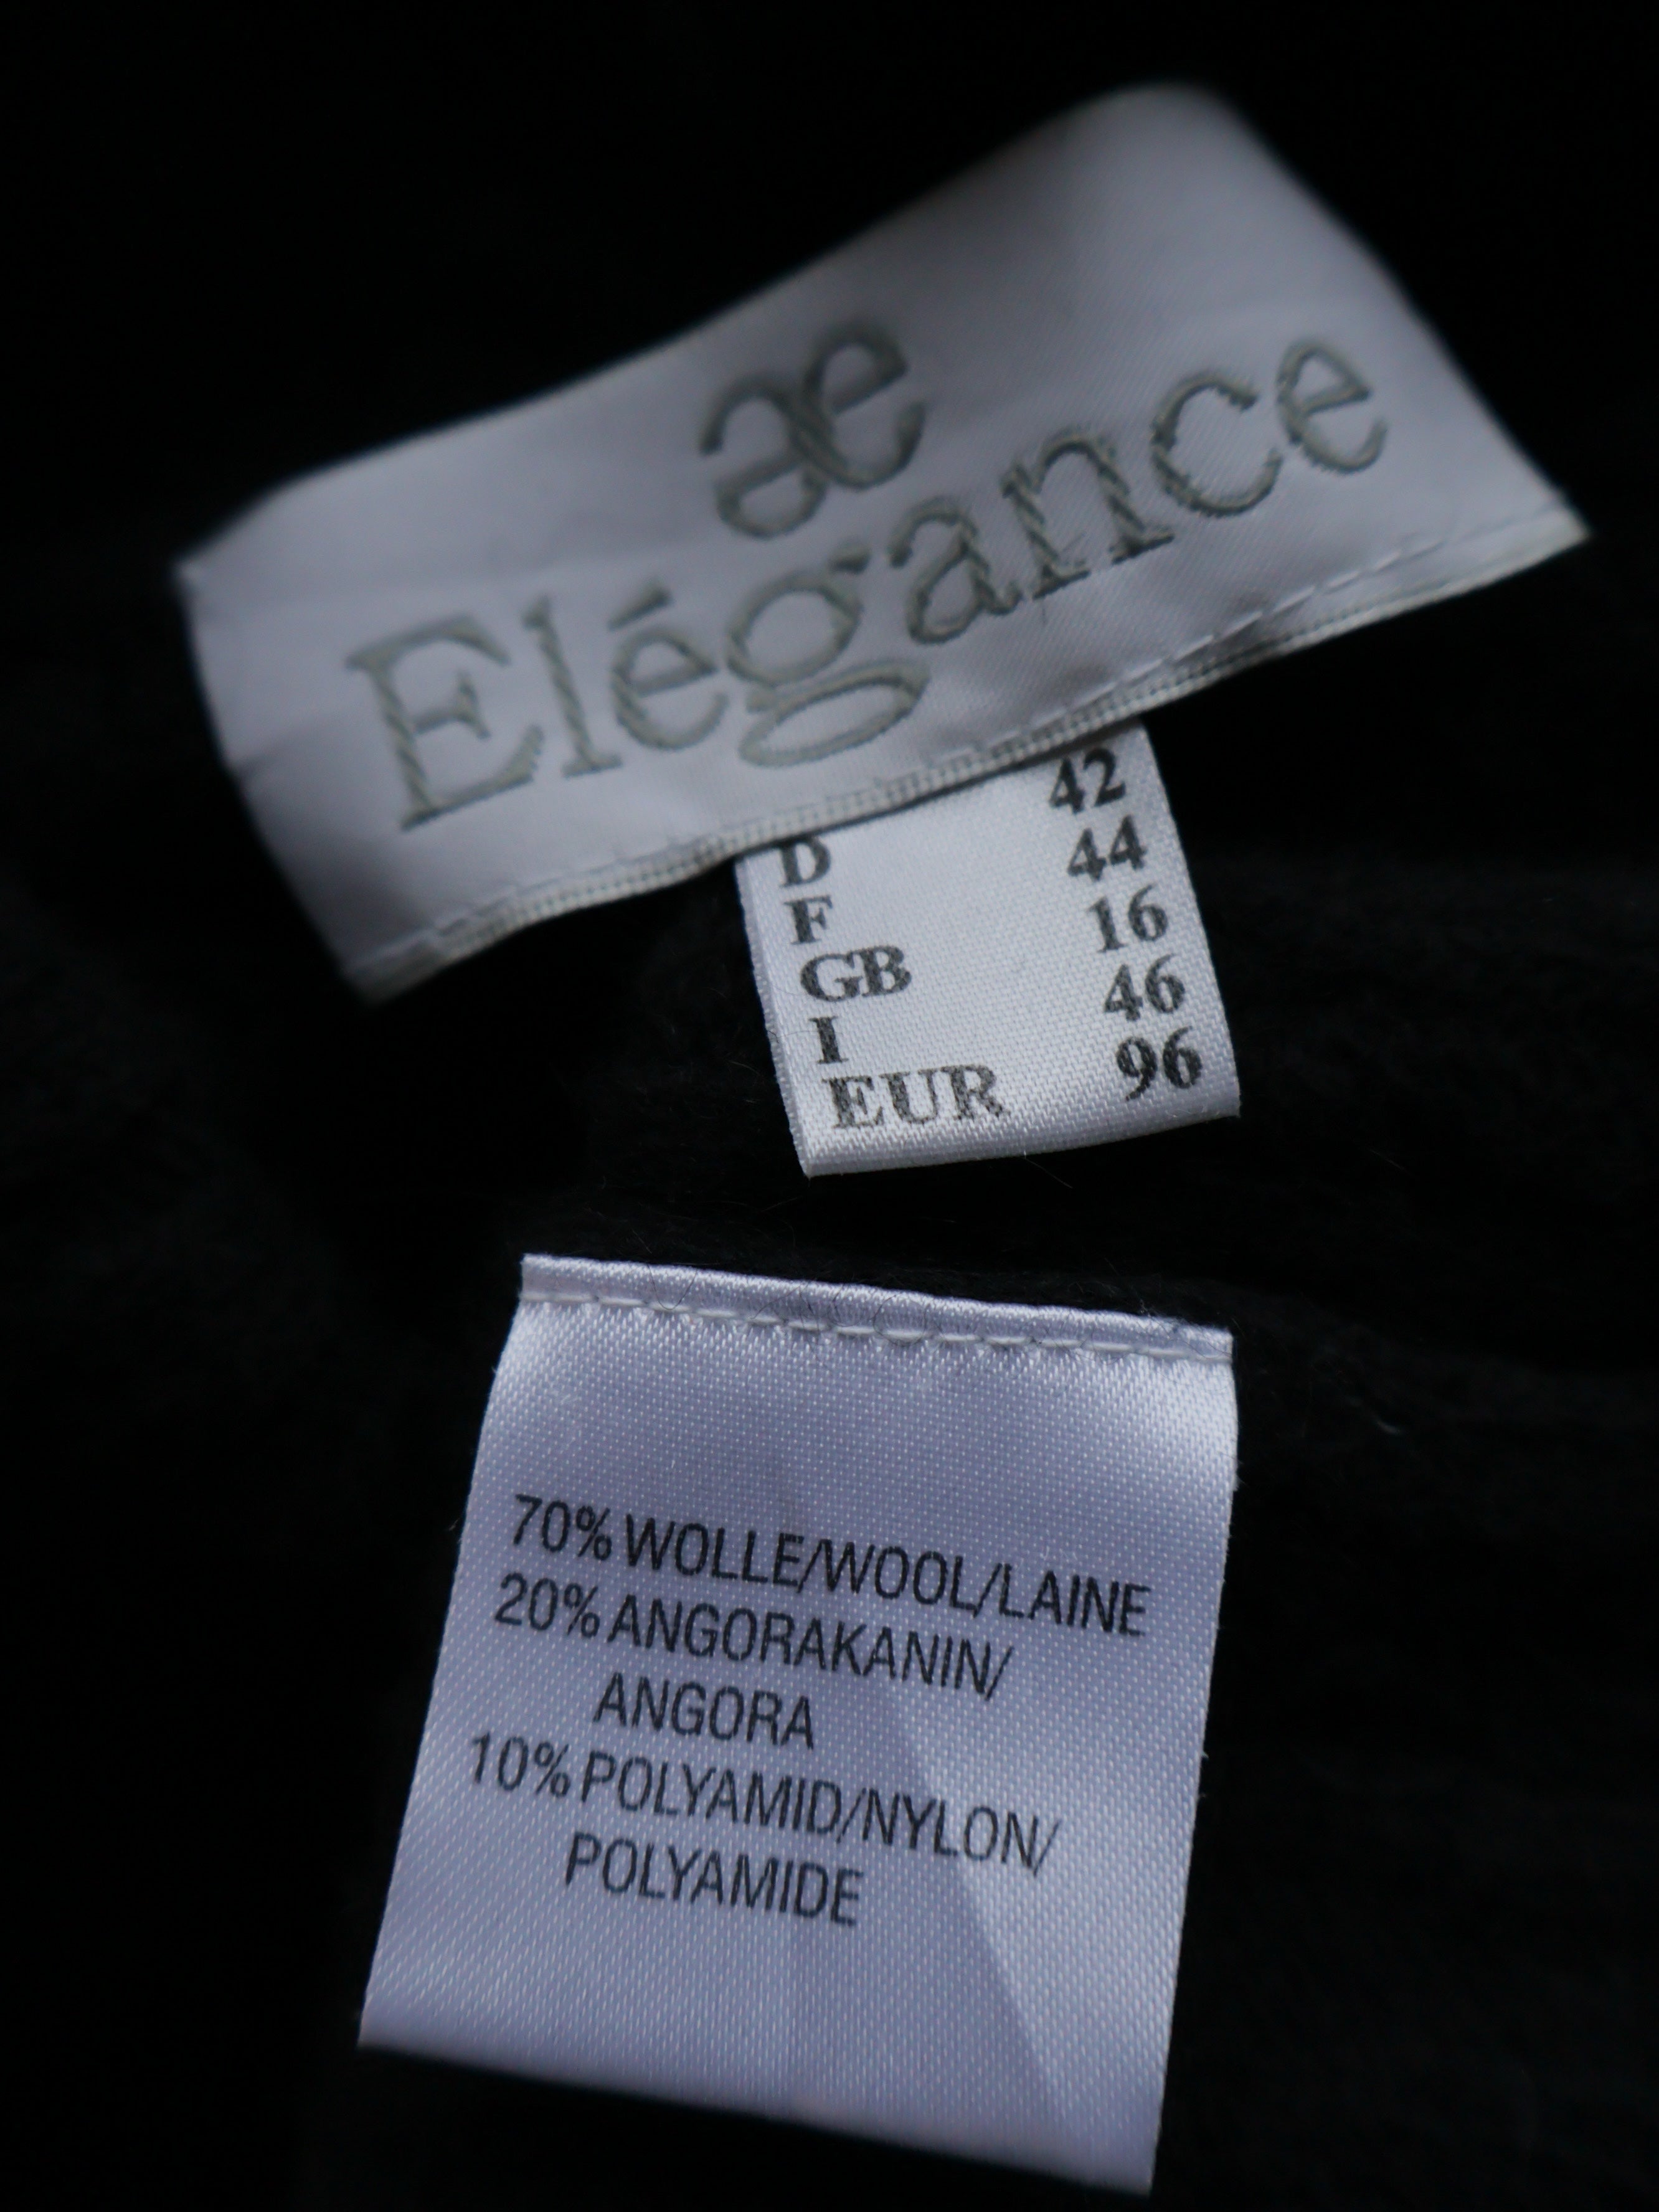 æ
Elégance
D 42
F 44
GB 16
I 46
EUR 96
70% WOLLE/WOOL/LAINE
20% ANGORAKANIN/
ANGORA
10% POLYAMID/NYLON/
POLYAMIDE